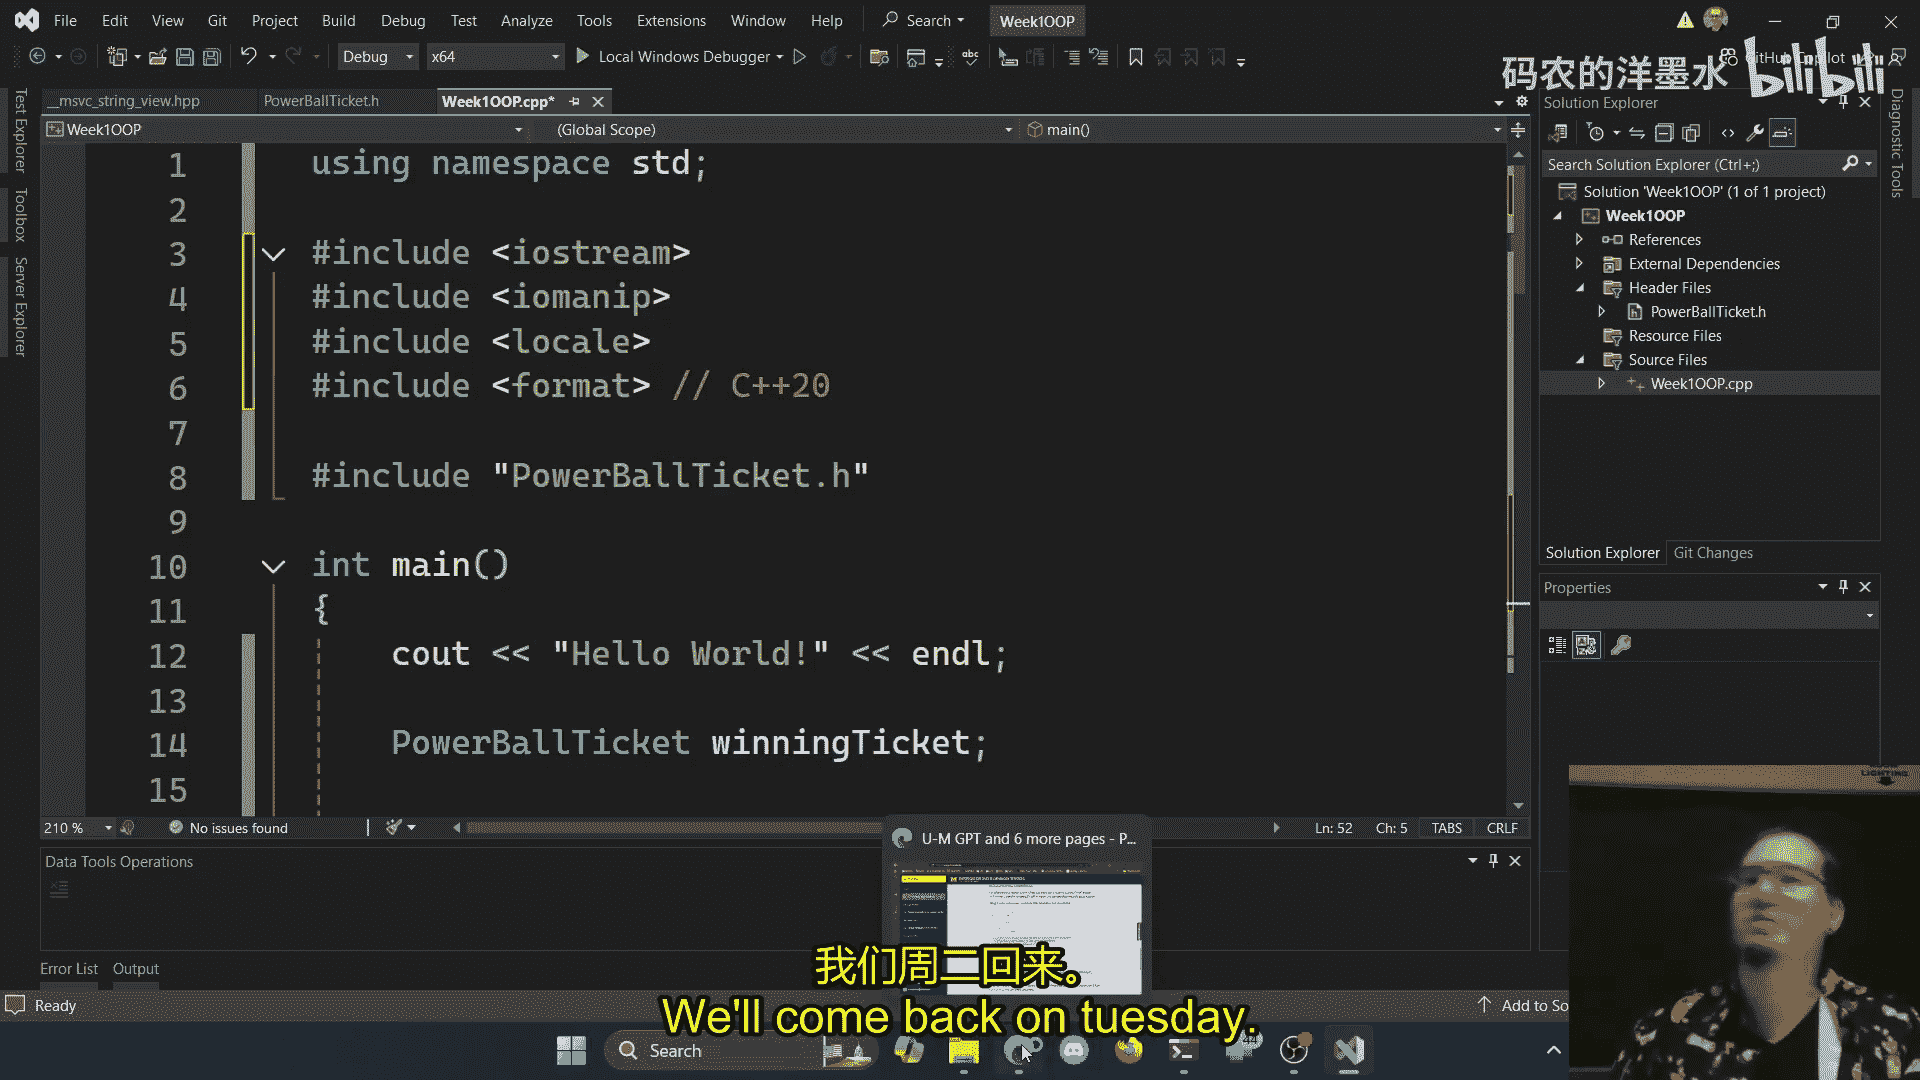 File Edit View Git Project Build Debug Test Analyze Tools Extensions Window Help Search Week1OOP
Debug x64 Local Windows Debugger
码农的洋墨水 bilibili
__msvc_string_view.hpp PowerBallTicket.h Week1OOP.cpp*
Week1OOP (Global Scope) main()
Test Explorer
Toolbox
Server Explorer
1 using namespace std;
2
3 #include <iostream>
4 #include <iomanip>
5 #include <locale>
6 #include <format> // C++20
7
8 #include "PowerBallTicket.h"
9
10 int main()
11 {
12 cout << "Hello World!" << endl;
13
14 PowerBallTicket winningTicket;
15
210 % No issues found Ln: 52 Ch: 5 TABS CRLF
Solution Explorer
Search Solution Explorer (Ctrl+;)
Solution 'Week1OOP' (1 of 1 project)
Week1OOP
References
External Dependencies
Header Files
PowerBallTicket.h
Resource Files
Source Files
Week1OOP.cpp
Solution Explorer Git Changes
Properties
Diagnostic Tools
Data Tools Operations
U-M GPT and 6 more pages - P...
Error List Output
Ready
Add to So
我们周二回来。
We'll come back on tuesday.
Search